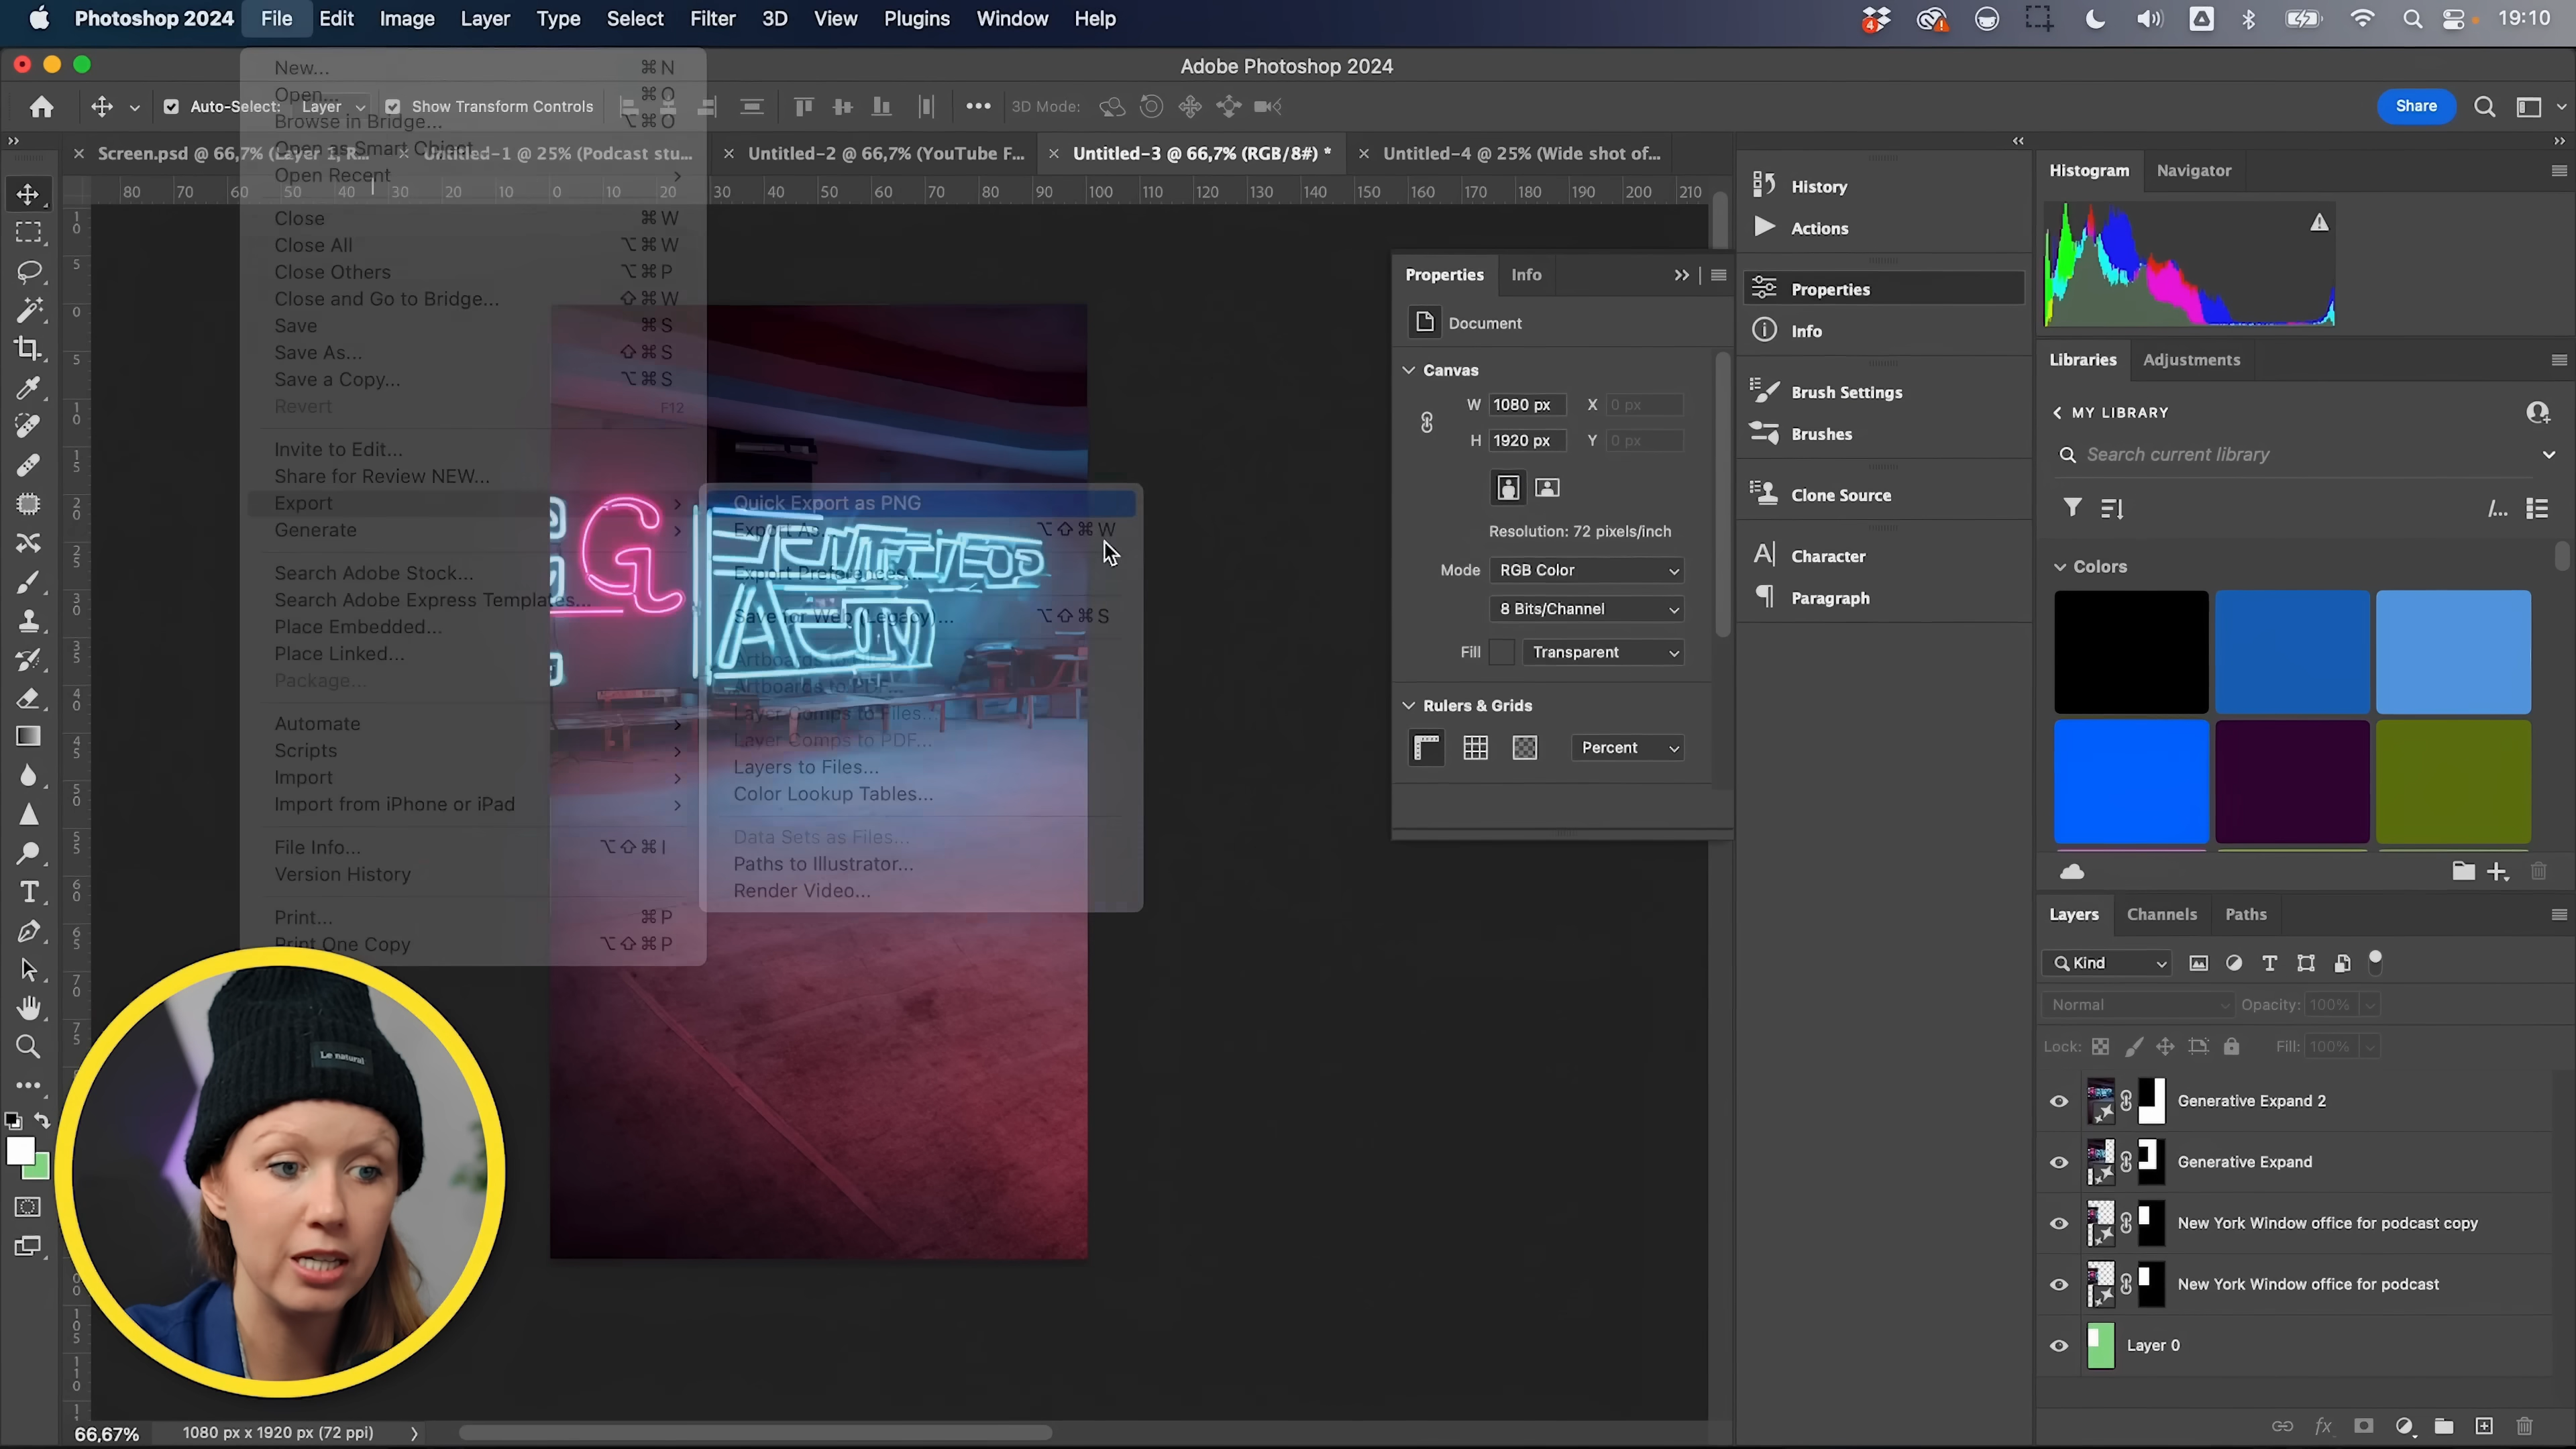 Photoshop 2024 File Edit Image Layer Type Select Filter 3D View Plugins Window Help 4 19:10
Adobe Photoshop 2024
Auto-Select: Layer Show Transform Controls 3D Mode: Share
Screen.psd @ 66,7% (Layer 1, R... Untitled-1 @ 25% (Podcast stu... Untitled-2 @ 66,7% (YouTube F... Untitled-3 @ 66,7% (RGB/8#) * Untitled-4 @ 25% (Wide shot of...
80 70 60 50 40 30 20 10 0 10 20 30 40 50 60 70 80 90 100 110 120 130 140 150 160 170 180 190 200 210
New... ⌘N
Open... ⌘O
Browse in Bridge... ⌥⌘O
Open as Smart Object...
Open Recent
Close ⌘W
Close All ⌥⌘W
Close Others ⌥⌘P
Close and Go to Bridge... ⇧⌘W
Save ⌘S
Save As... ⇧⌘S
Save a Copy... ⌥⌘S
Revert F12
Invite to Edit...
Share for Review NEW...
Export
Generate
Search Adobe Stock...
Search Adobe Express Templates...
Place Embedded...
Place Linked...
Package...
Automate
Scripts
Import
Import from iPhone or iPad
File Info... ⌥⇧⌘I
Version History
Print... ⌘P
Print One Copy ⌥⇧⌘P
Quick Export as PNG
Export As... ⌥⇧⌘W
Export Preferences...
Save for Web (Legacy)... ⌥⇧⌘S
Artboards to Files...
Artboards to PDF...
Layer Comps to Files...
Layer Comps to PDF...
Layers to Files...
Color Lookup Tables...
Data Sets as Files...
Paths to Illustrator...
Render Video...
G
Le natural
Properties Info
Document
Canvas
W 1080 px X 0 px
H 1920 px Y 0 px
Resolution: 72 pixels/inch
Mode RGB Color
8 Bits/Channel
Fill Transparent
Rulers & Grids
Percent
History
Actions
Properties
Info
Brush Settings
Brushes
Clone Source
Character
Paragraph
Histogram Navigator
Libraries Adjustments
MY LIBRARY
Search current library
/...
Colors
Layers Channels Paths
Kind
Normal Opacity: 100%
Lock: Fill: 100%
Generative Expand 2
Generative Expand
New York Window office for podcast copy
New York Window office for podcast
Layer 0
66,67% 1080 px x 1920 px (72 ppi)